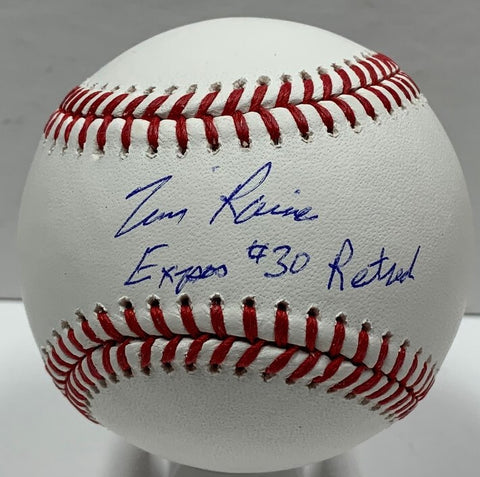 Tim Raines
Expos #30 Retired